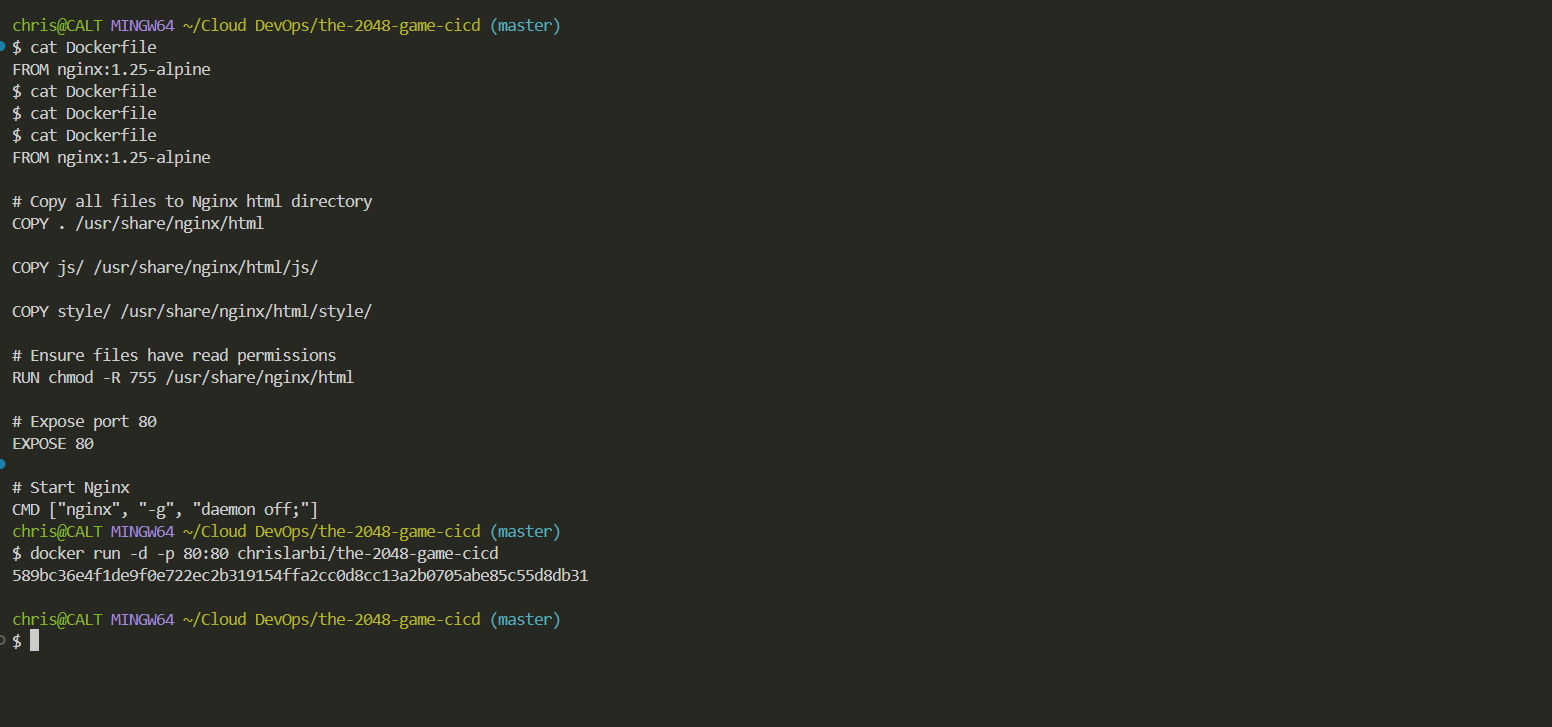 chris@CALT MINGW64 ~/Cloud DevOps/the-2048-game-cicd (master)
$ cat Dockerfile
FROM nginx:1.25-alpine
$ cat Dockerfile
$ cat Dockerfile
$ cat Dockerfile
FROM nginx:1.25-alpine
# Copy all files to Nginx html directory
COPY . /usr/share/nginx/html
COPY js/ /usr/share/nginx/html/js/
COPY style/ /usr/share/nginx/html/style/
# Ensure files have read permissions
RUN chmod -R 755 /usr/share/nginx/html
# Expose port 80
EXPOSE 80
# Start Nginx
CMD ["nginx", "-g", "daemon off;"]
chris@CALT MINGW64 ~/Cloud DevOps/the-2048-game-cicd (master)
$ docker run -d -p 80:80 chrislarbi/the-2048-game-cicd
589bc36e4f1de9f0e722ec2b319154ffa2cc0d8cc13a2b0705abe85c55d8db31
chris@CALT MINGW64 ~/Cloud DevOps/the-2048-game-cicd (master)
$